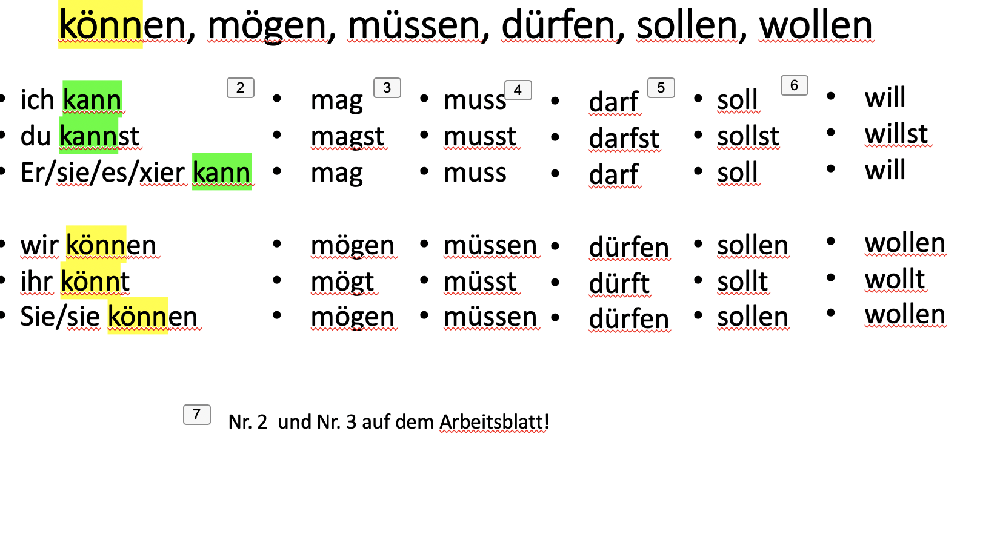 können, mögen, müssen, dürfen, sollen, wollen
• ich kann 2 • mag 3 • muss 4 • darf 5 • soll 6 • will
• du kannst • magst • musst • darfst • sollst • willst
• Er/sie/es/xier kann • mag • muss • darf • soll • will
• wir können • mögen • müssen • dürfen • sollen • wollen
• ihr könnt • mögt • müsst • dürft • sollt • wollt
• Sie/sie können • mögen • müssen • dürfen • sollen • wollen
7 Nr. 2 und Nr. 3 auf dem Arbeitsblatt!